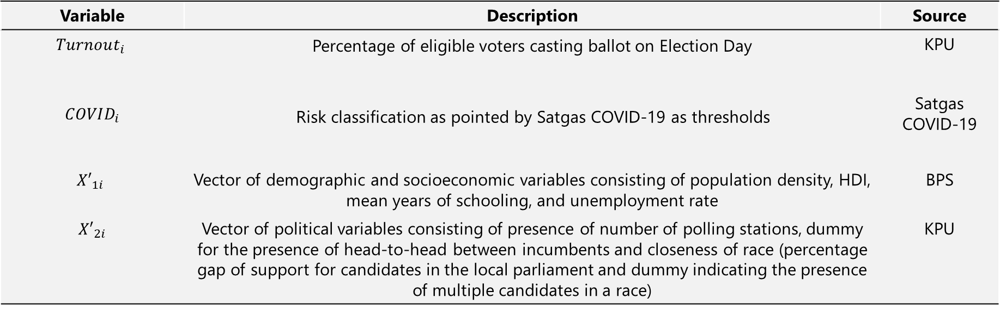 Variable Description Source
Turnout_i Percentage of eligible voters casting ballot on Election Day KPU
COVID_i Risk classification as pointed by Satgas COVID-19 as thresholds Satgas
COVID-19
X′_1i Vector of demographic and socioeconomic variables consisting of population density, HDI, BPS
mean years of schooling, and unemployment rate
X′_2i Vector of political variables consisting of presence of number of polling stations, dummy KPU
for the presence of head-to-head between incumbents and closeness of race (percentage
gap of support for candidates in the local parliament and dummy indicating the presence
of multiple candidates in a race)